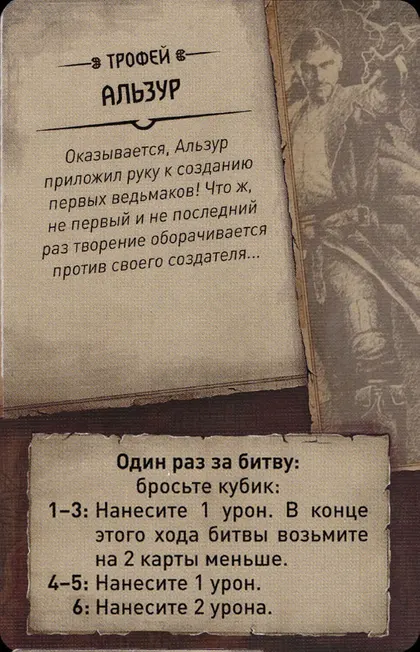 ТРОФЕЙ
АЛЬЗУР
Оказывается, Альзур
приложил руку к созданию
первых ведьмаков! Что ж,
не первый и не последний
раз творение оборачивается
против своего создателя...
Один раз за битву:
бросьте кубик:
1–3: Нанесите 1 урон. В конце
этого хода битвы возьмите
на 2 карты меньше.
4–5: Нанесите 1 урон.
6: Нанесите 2 урона.